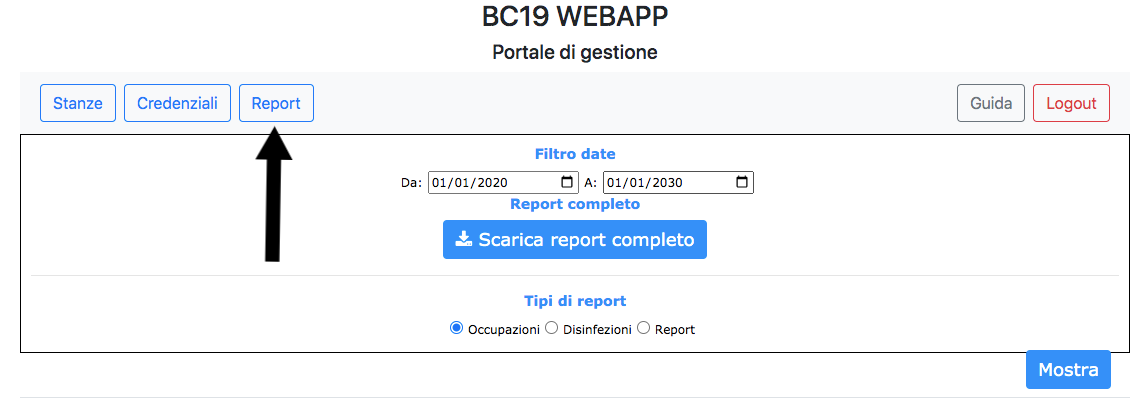 BC19 WEBAPP
Portale di gestione
Stanze Credenziali Report Guida Logout
Filtro date
Da: 01/01/2020 A: 01/01/2030
Report completo
Scarica report completo
Tipi di report
Occupazioni Disinfezioni Report
Mostra